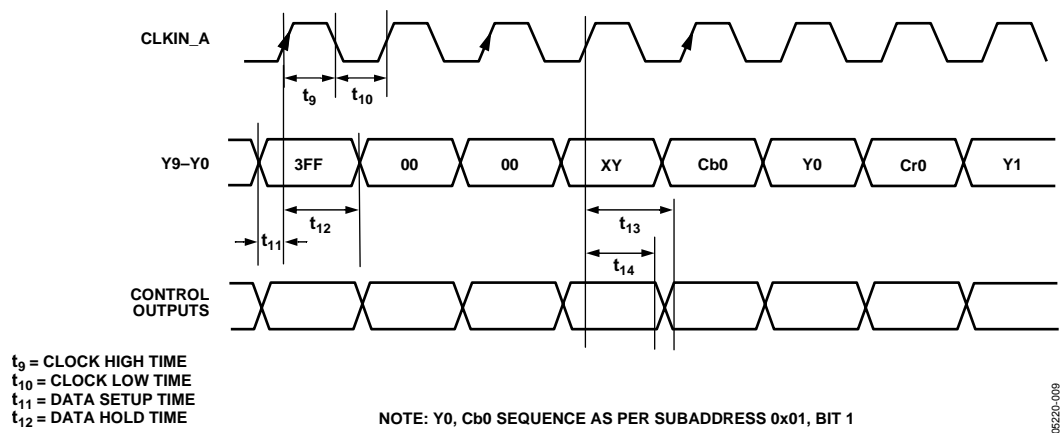 CLKIN_A
t9
t10
Y9–Y0
3FF
00
00
XY
Cb0
Y0
Cr0
Y1
t12
t13
t11
t14
CONTROL
OUTPUTS
t9 = CLOCK HIGH TIME
t10 = CLOCK LOW TIME
t11 = DATA SETUP TIME
t12 = DATA HOLD TIME
NOTE: Y0, Cb0 SEQUENCE AS PER SUBADDRESS 0x01, BIT 1
05220-009